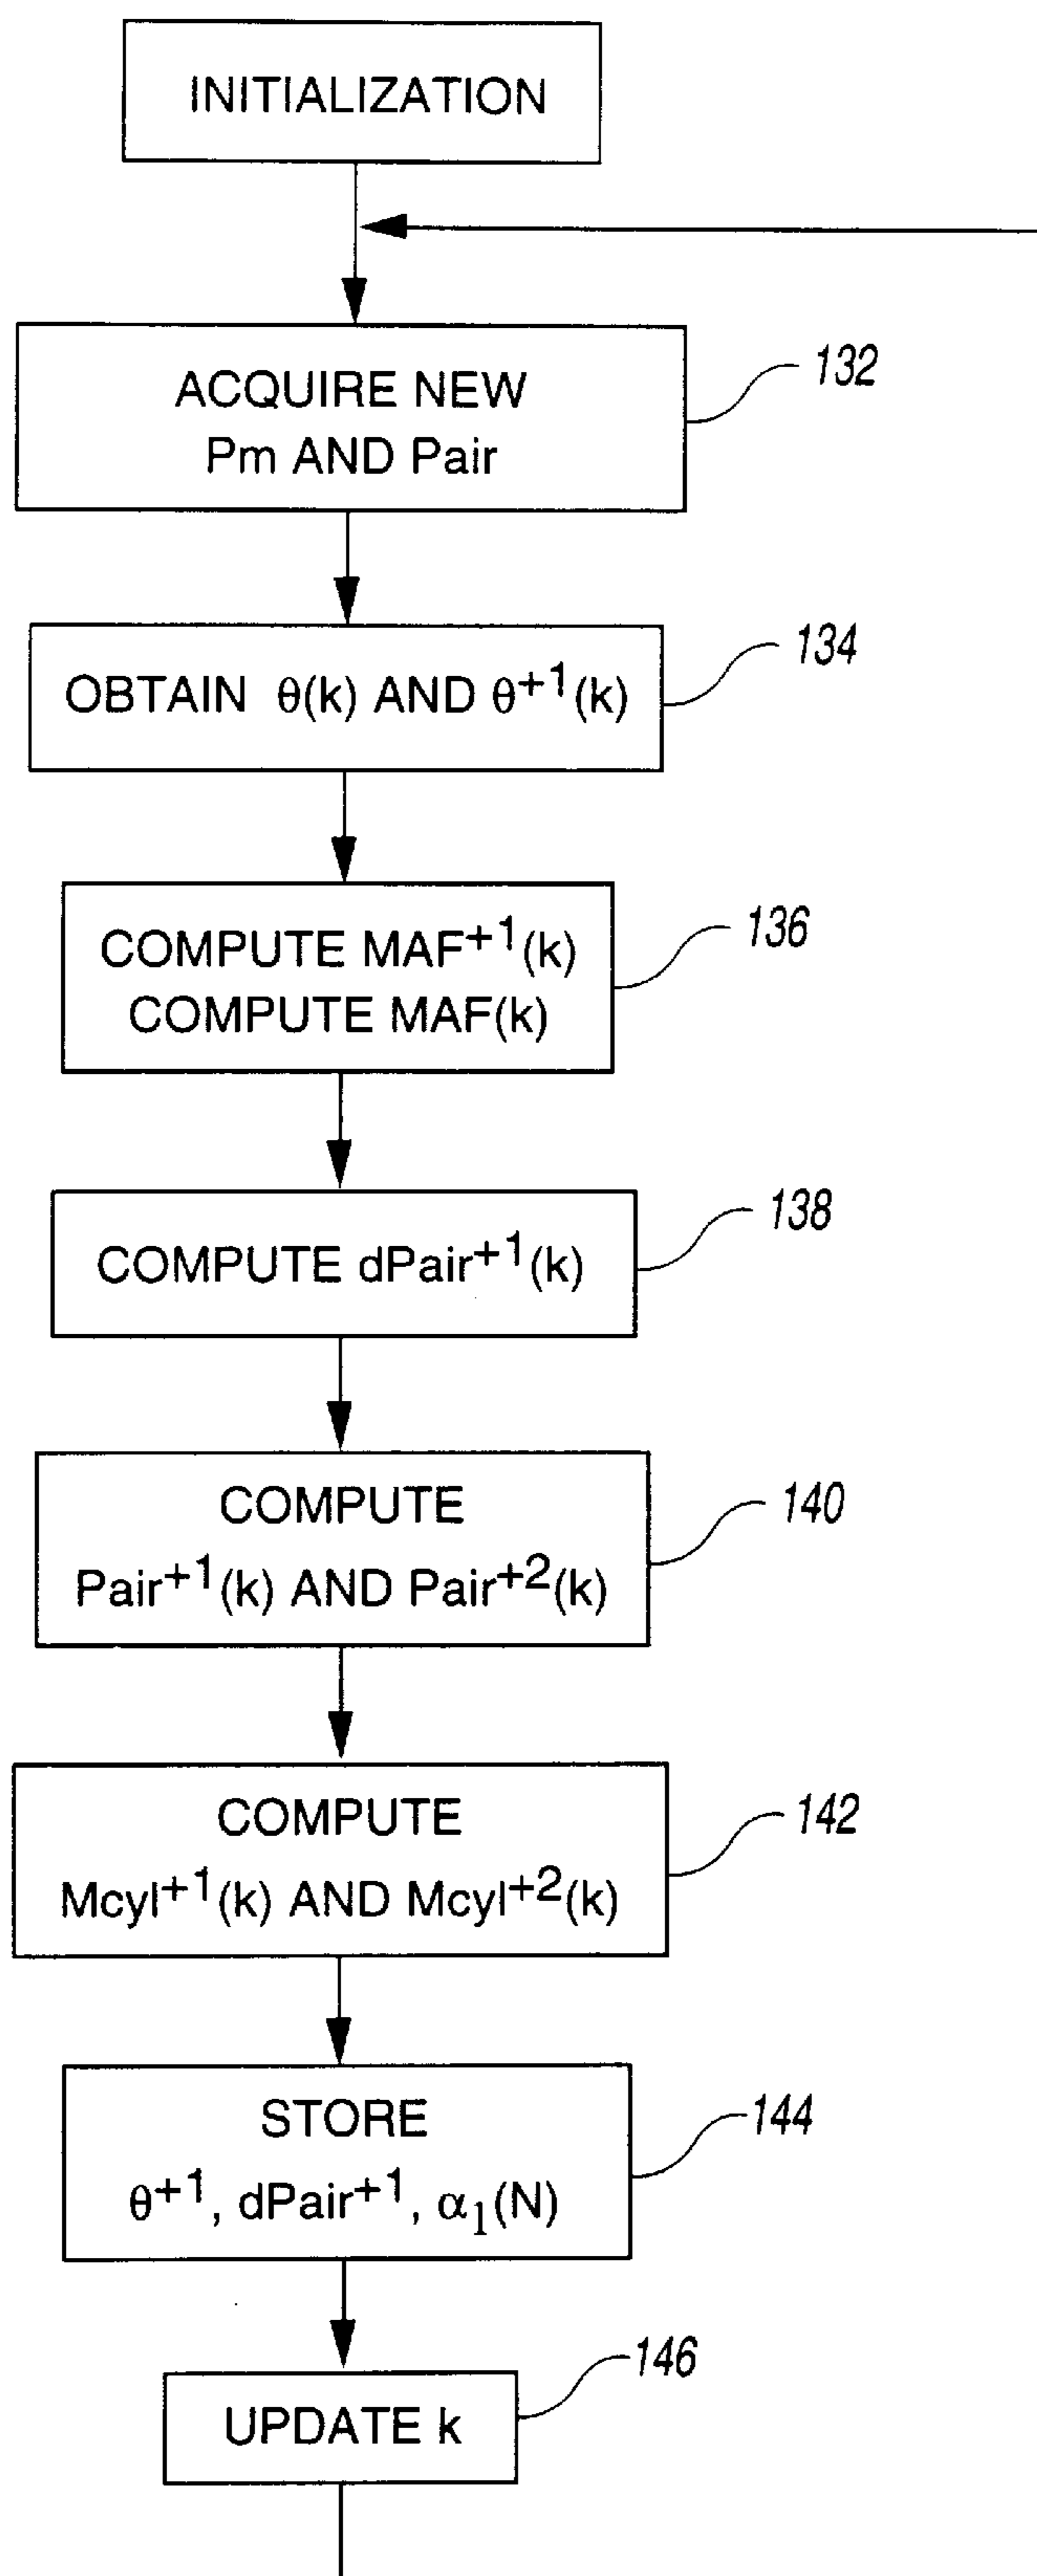 INITIALIZATION
ACQUIRE NEW
Pm AND Pair
132
OBTAIN θ(k) AND θ⁺¹(k)
134
COMPUTE MAF⁺¹(k)
COMPUTE MAF(k)
136
COMPUTE dPair⁺¹(k)
138
COMPUTE
Pair⁺¹(k) AND Pair⁺²(k)
140
COMPUTE
Mcyl⁺¹(k) AND Mcyl⁺²(k)
142
STORE
θ⁺¹, dPair⁺¹, α₁(N)
144
UPDATE k
146